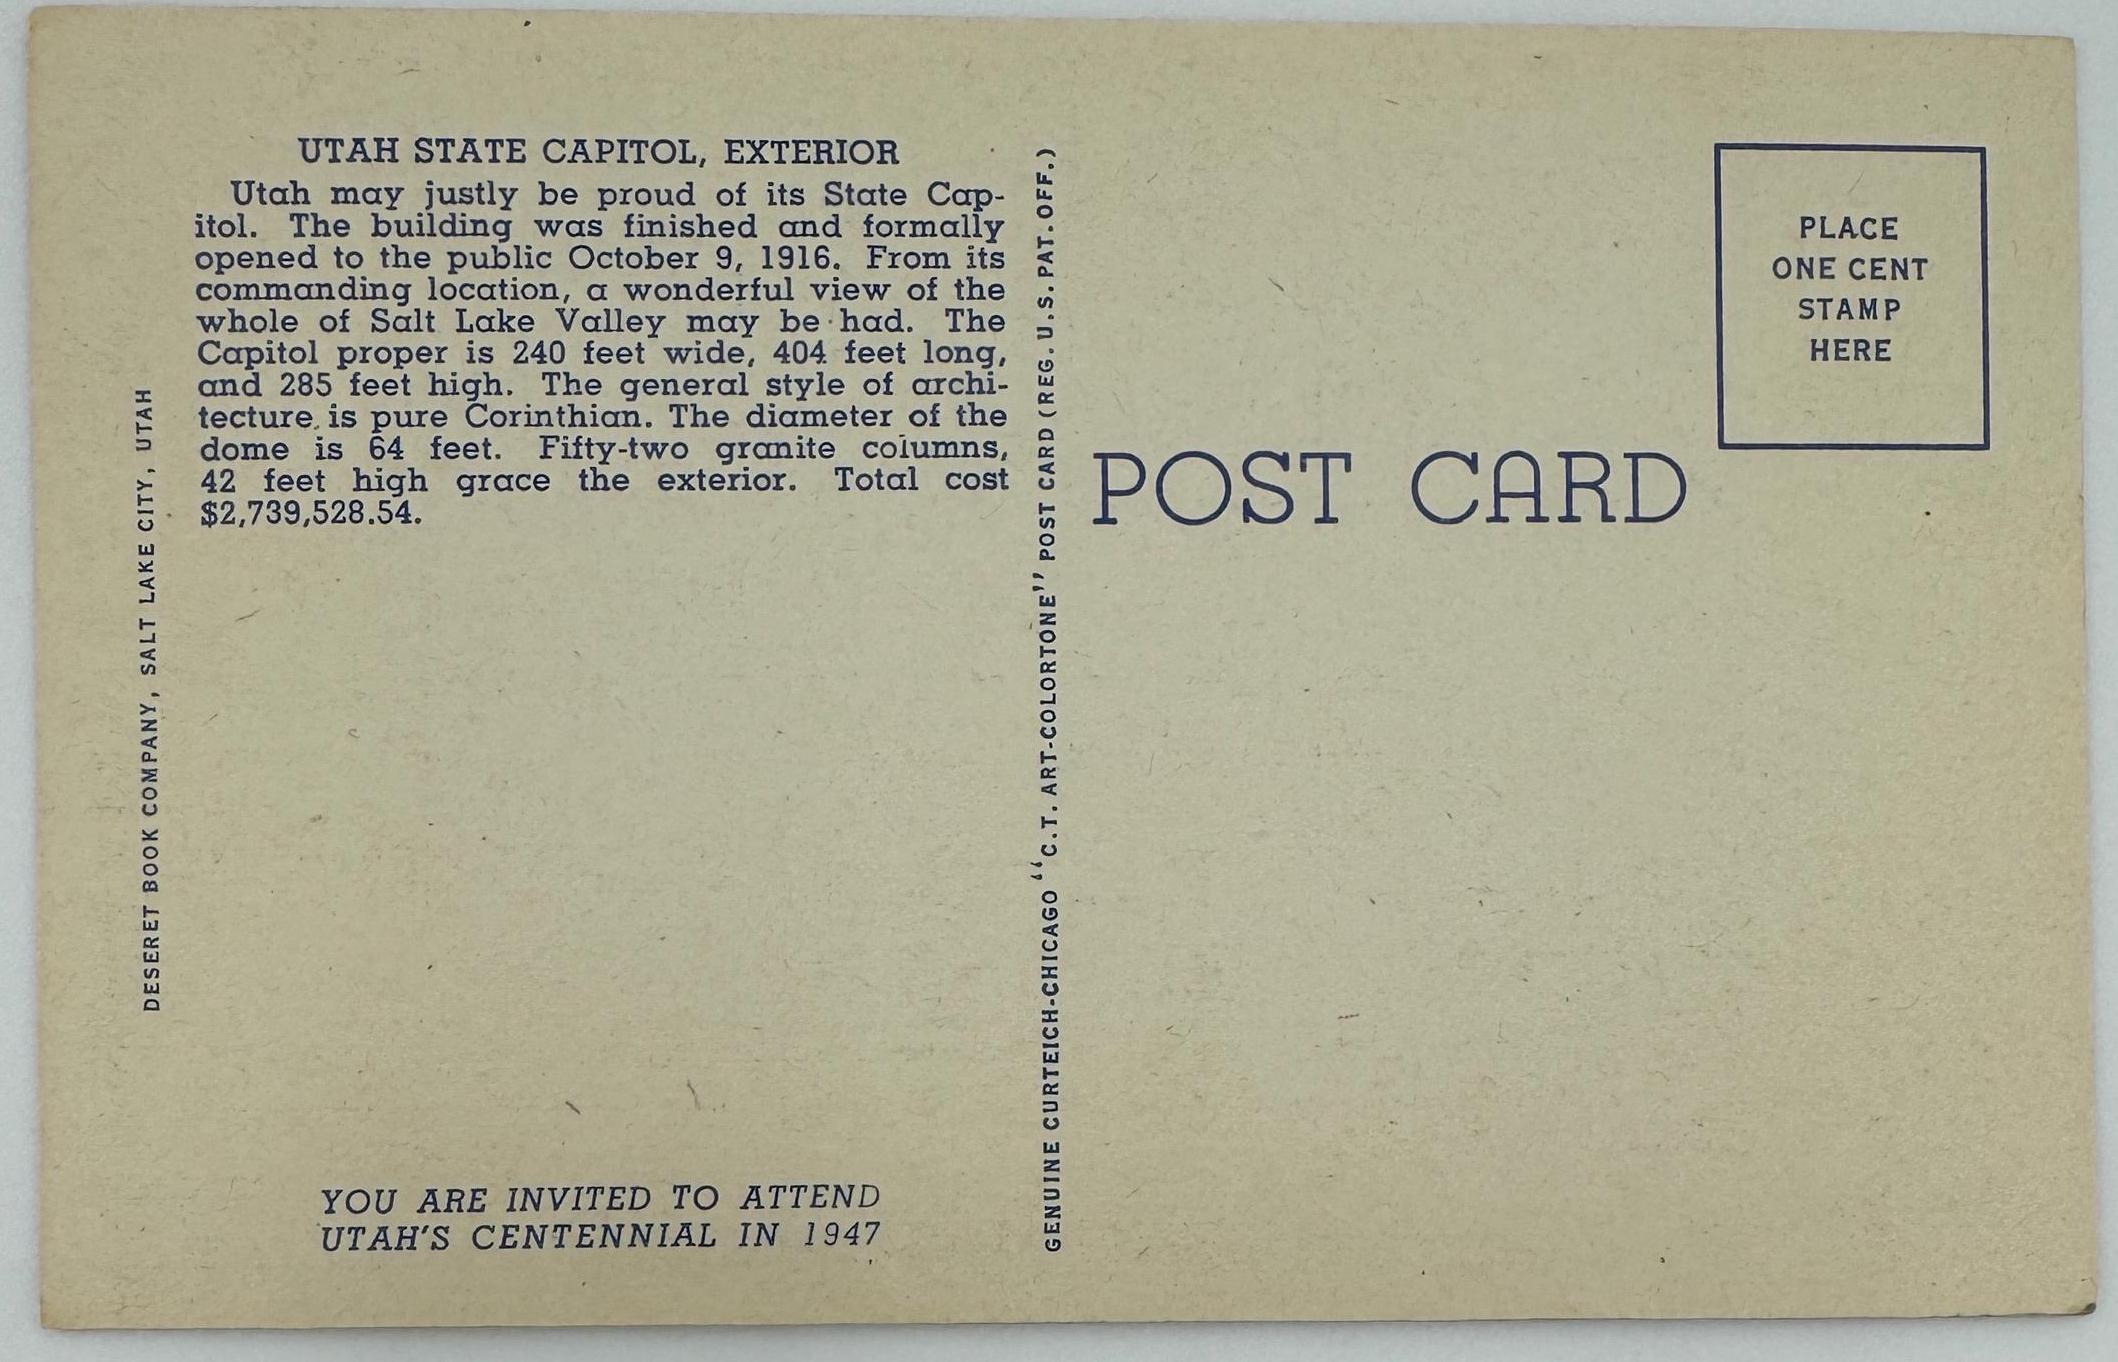 UTAH STATE CAPITOL, EXTERIOR
Utah may justly be proud of its State Cap-
itol. The building was finished and formally
opened to the public October 9, 1916. From its
commanding location, a wonderful view of the
whole of Salt Lake Valley may be had. The
Capitol proper is 240 feet wide, 404 feet long,
and 285 feet high. The general style of archi-
tecture is pure Corinthian. The diameter of the
dome is 64 feet. Fifty-two granite columns,
42 feet high grace the exterior. Total cost
$2,739,528.54.
DESERET BOOK COMPANY, SALT LAKE CITY, UTAH
YOU ARE INVITED TO ATTEND
UTAH'S CENTENNIAL IN 1947
GENUINE CURTEICH-CHICAGO "C.T. ART-COLORTONE" POST CARD (REG. U.S. PAT. OFF.)
POST CARD
PLACE
ONE CENT
STAMP
HERE